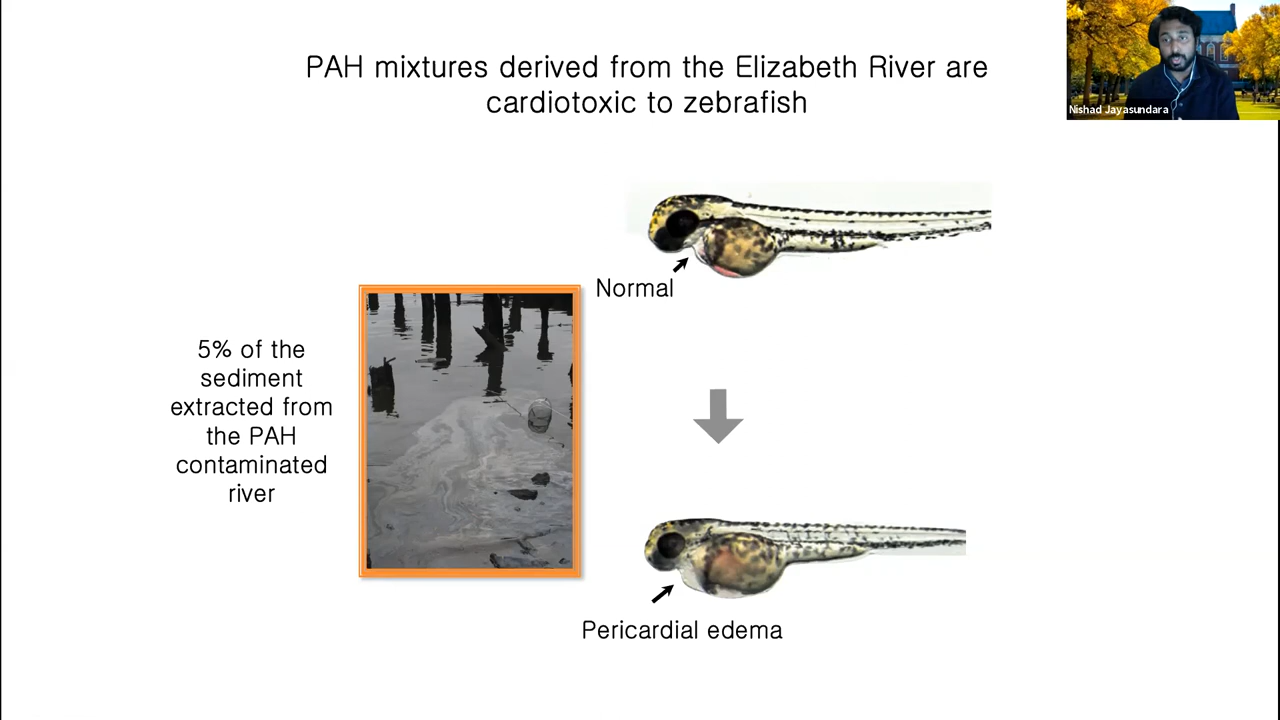 PAH mixtures derived from the Elizabeth River are
cardiotoxic to zebrafish
Nishad Jayasundara
Normal
5% of the
sediment
extracted from
the PAH
contaminated
river
Pericardial edema